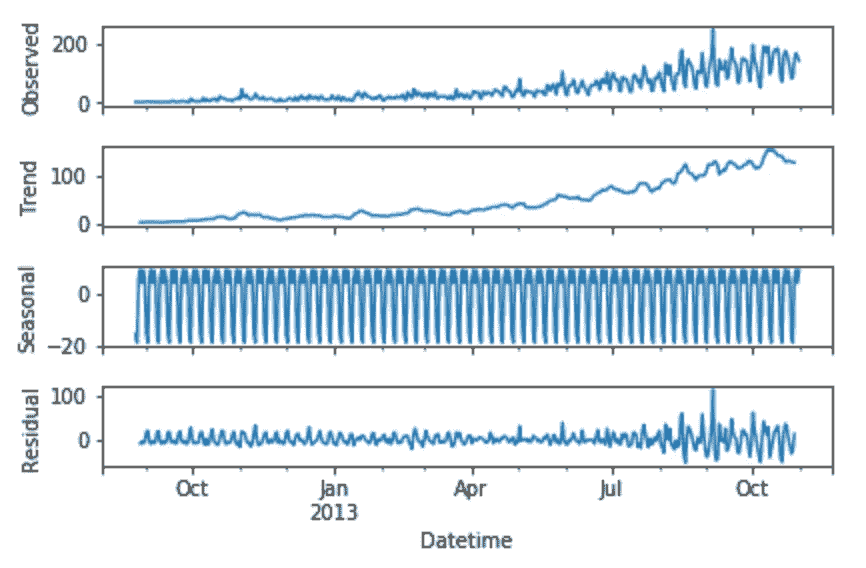 Observed
200
0
Trend
100
0
Seasonal
0
−20
Residual
100
0
Oct
Jan
2013
Apr
Jul
Oct
Datetime